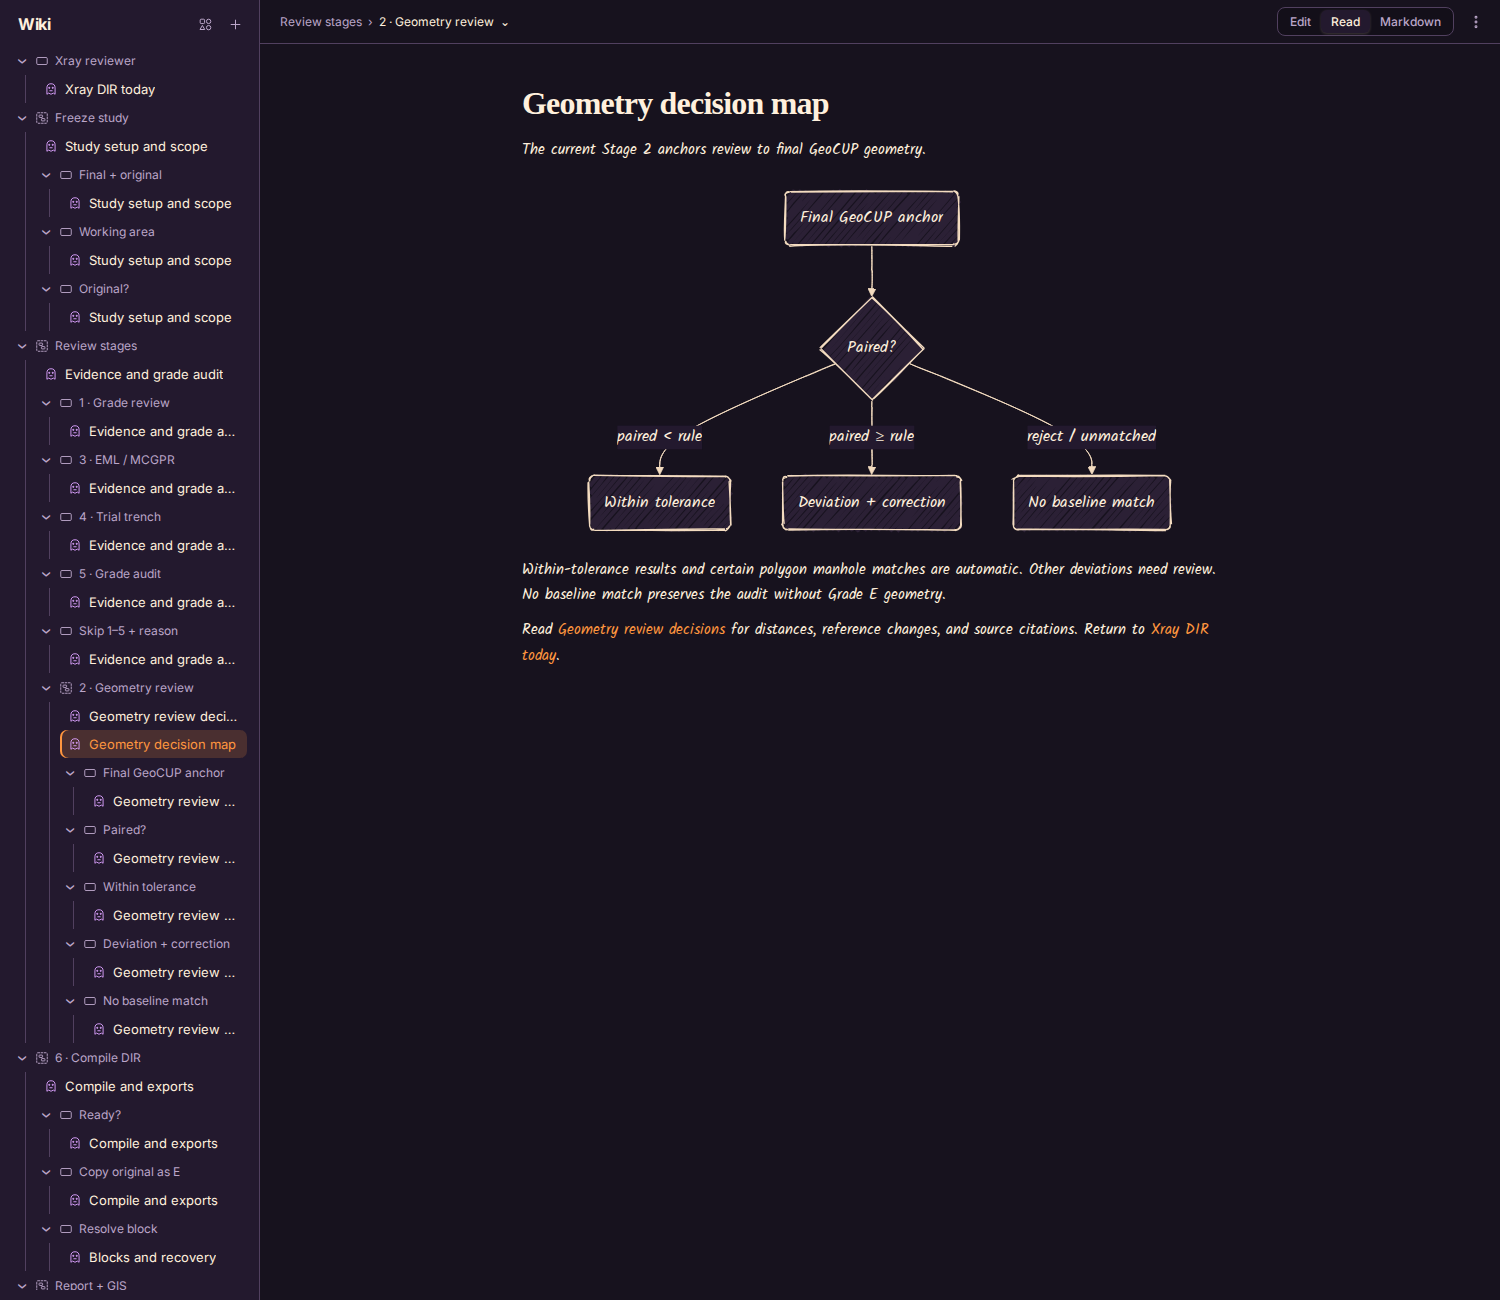 Wiki
Xray reviewer
Xray DIR today
Freeze study
Study setup and scope
Final + original
Study setup and scope
Working area
Study setup and scope
Original?
Study setup and scope
Review stages
Evidence and grade audit
1 · Grade review
Evidence and grade a...
3 · EML / MCGPR
Evidence and grade a...
4 · Trial trench
Evidence and grade a...
5 · Grade audit
Evidence and grade a...
Skip 1–5 + reason
Evidence and grade a...
2 · Geometry review
Geometry review deci...
Geometry decision map
Final GeoCUP anchor
Geometry review ...
Paired?
Geometry review ...
Within tolerance
Geometry review ...
Deviation + correction
Geometry review ...
No baseline match
Geometry review ...
6 · Compile DIR
Compile and exports
Ready?
Compile and exports
Copy original as E
Compile and exports
Resolve block
Blocks and recovery
Report + GIS
Review stages › 2 · Geometry review
Edit Read Markdown
Geometry decision map
The current Stage 2 anchors review to final GeoCUP geometry.
Final GeoCUP anchor
Paired?
paired < rule
paired ≥ rule
reject / unmatched
Within tolerance
Deviation + correction
No baseline match
Within-tolerance results and certain polygon manhole matches are automatic. Other deviations need review.
No baseline match preserves the audit without Grade E geometry.
Read Geometry review decisions for distances, reference changes, and source citations. Return to Xray DIR
today.